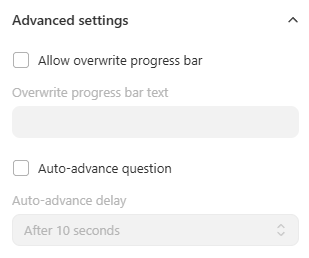 Advanced settings
Allow overwrite progress bar
Overwrite progress bar text
Auto-advance question
Auto-advance delay
After 10 seconds